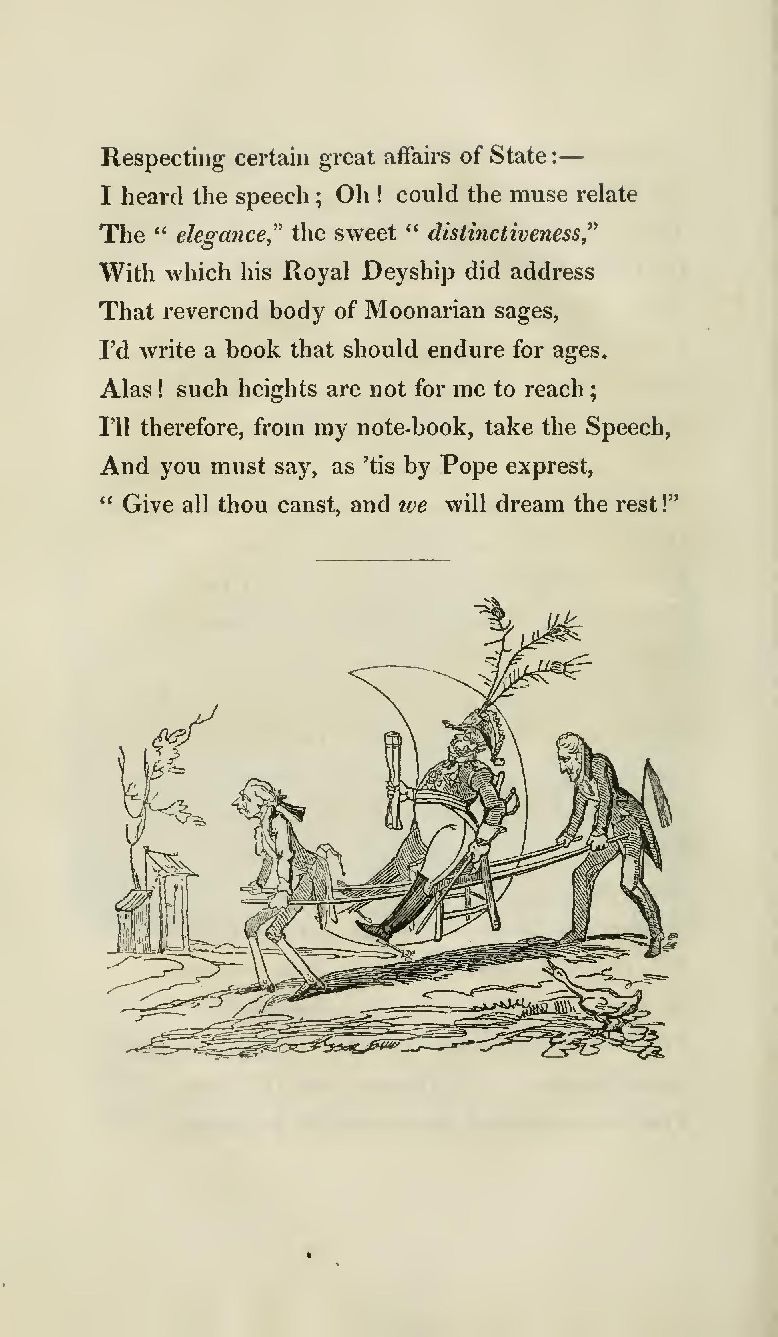 Respecting certain great affairs of State:—
I heard the speech; Oh! could the muse relate
The “ elegance,” the sweet “ distinctiveness,”
With which his Royal Deyship did address
That reverend body of Moonarian sages,
I’d write a book that should endure for ages.
Alas! such heights are not for me to reach;
I’ll therefore, from my note-book, take the Speech,
And you must say, as ’tis by Pope exprest,
“ Give all thou canst, and we will dream the rest!”